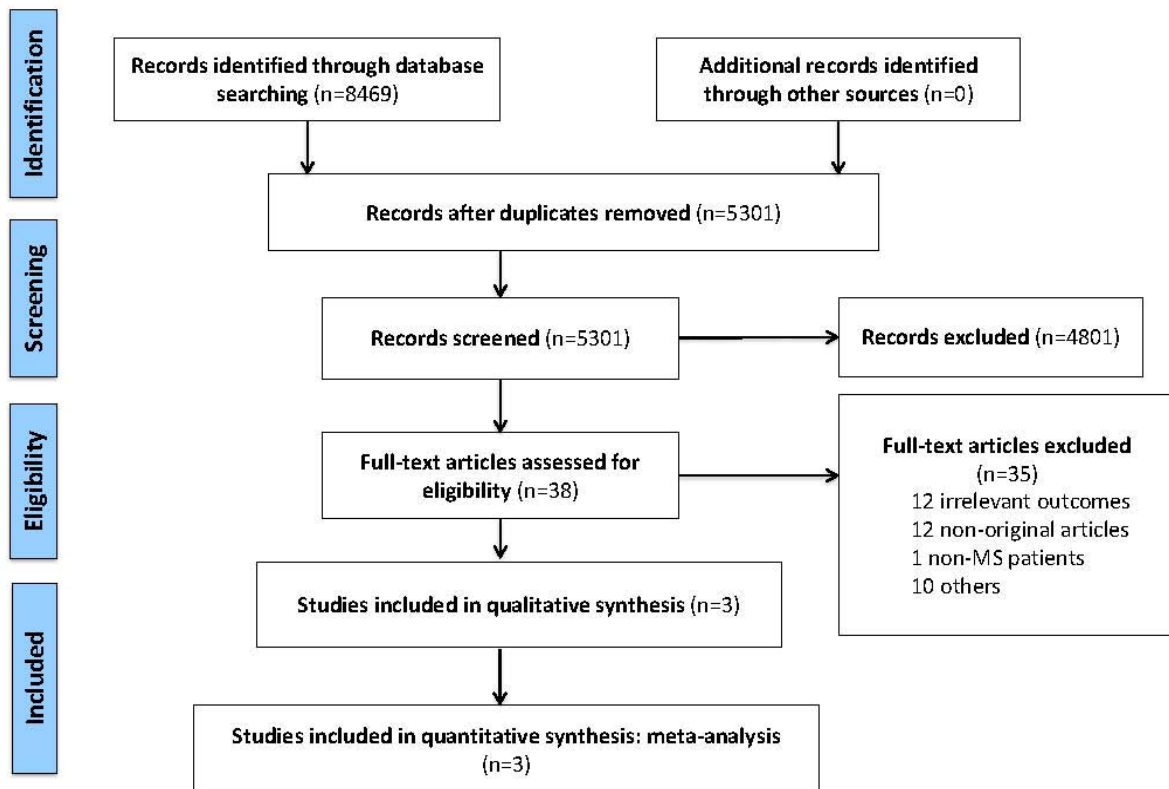 Identification
Records identified through database
searching (n=8469)
Additional records identified
through other sources (n=0)
Records after duplicates removed (n=5301)
Screening
Records screened (n=5301)
Records excluded (n=4801)
Eligibility
Full-text articles assessed for
eligibility (n=38)
Full-text articles excluded
(n=35)
12 irrelevant outcomes
12 non-original articles
1 non-MS patients
10 others
Included
Studies included in qualitative synthesis (n=3)
Studies included in quantitative synthesis: meta-analysis
(n=3)